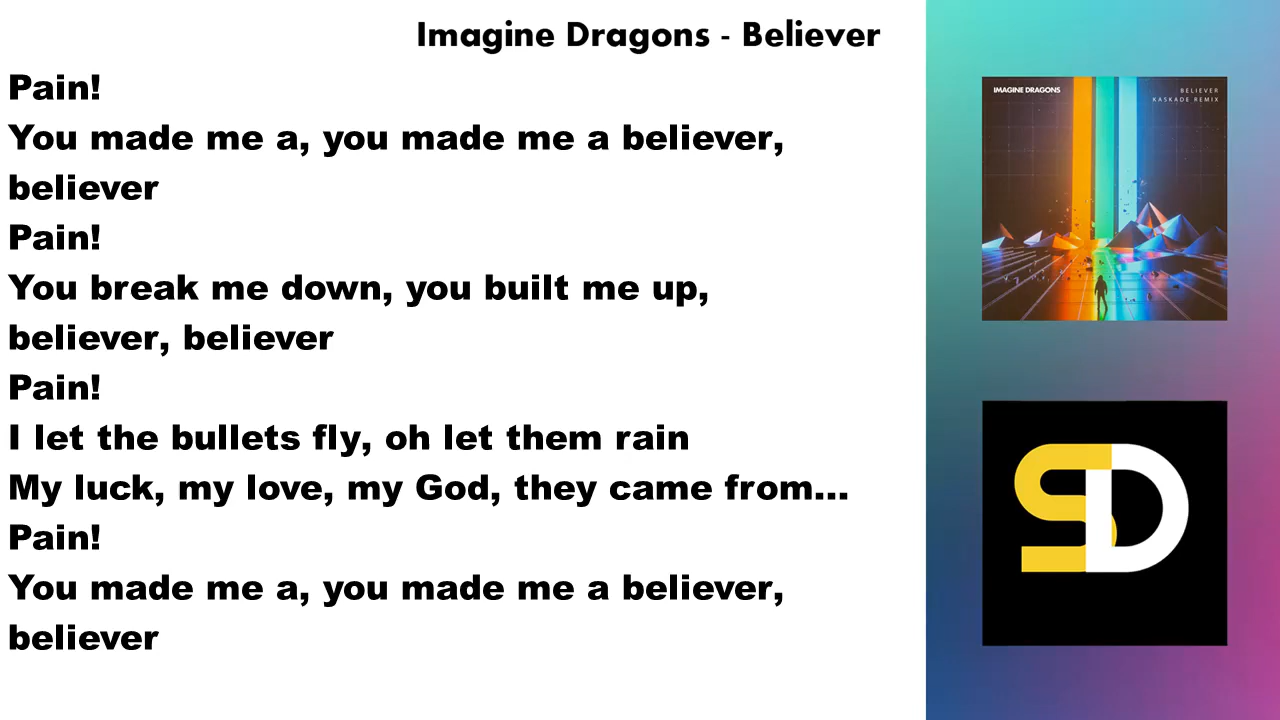 Imagine Dragons - Believer
Pain!
You made me a, you made me a believer,
believer
Pain!
You break me down, you built me up,
believer, believer
Pain!
I let the bullets fly, oh let them rain
My luck, my love, my God, they came from...
Pain!
You made me a, you made me a believer,
believer
IMAGINE DRAGONS
BELIEVER
KASKADE REMIX
SD